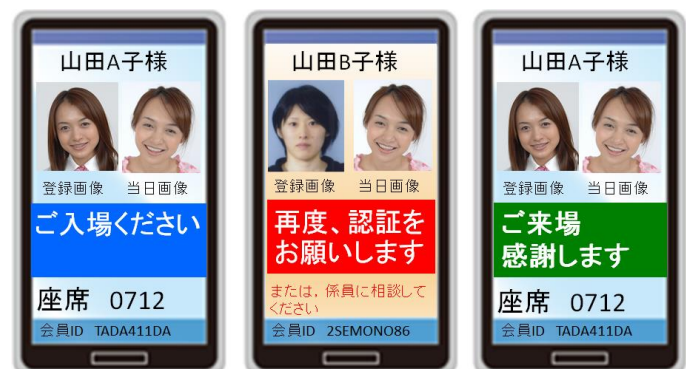 山田A子様
登録画像 当日画像
ご入場ください
座席 0712
会員ID TADA411DA
山田B子様
登録画像 当日画像
再度、認証を
お願いします
または，係員に相談して
ください
会員ID 2SEMONO86
山田A子様
登録画像 当日画像
ご来場
感謝します
座席 0712
会員ID TADA411DA